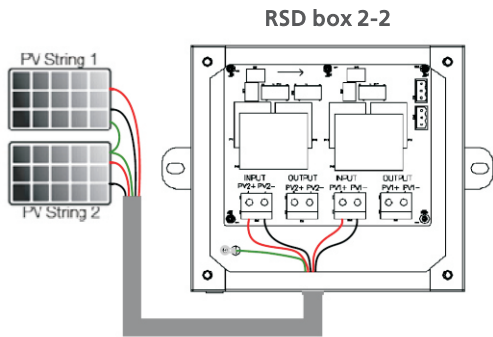 RSD box 2-2
PV String 1
PV String 2
INPUT OUTPUT INPUT OUTPUT
PV2+ PV2- PV2+ PV2- PV1+ PV1- PV1+ PV1-